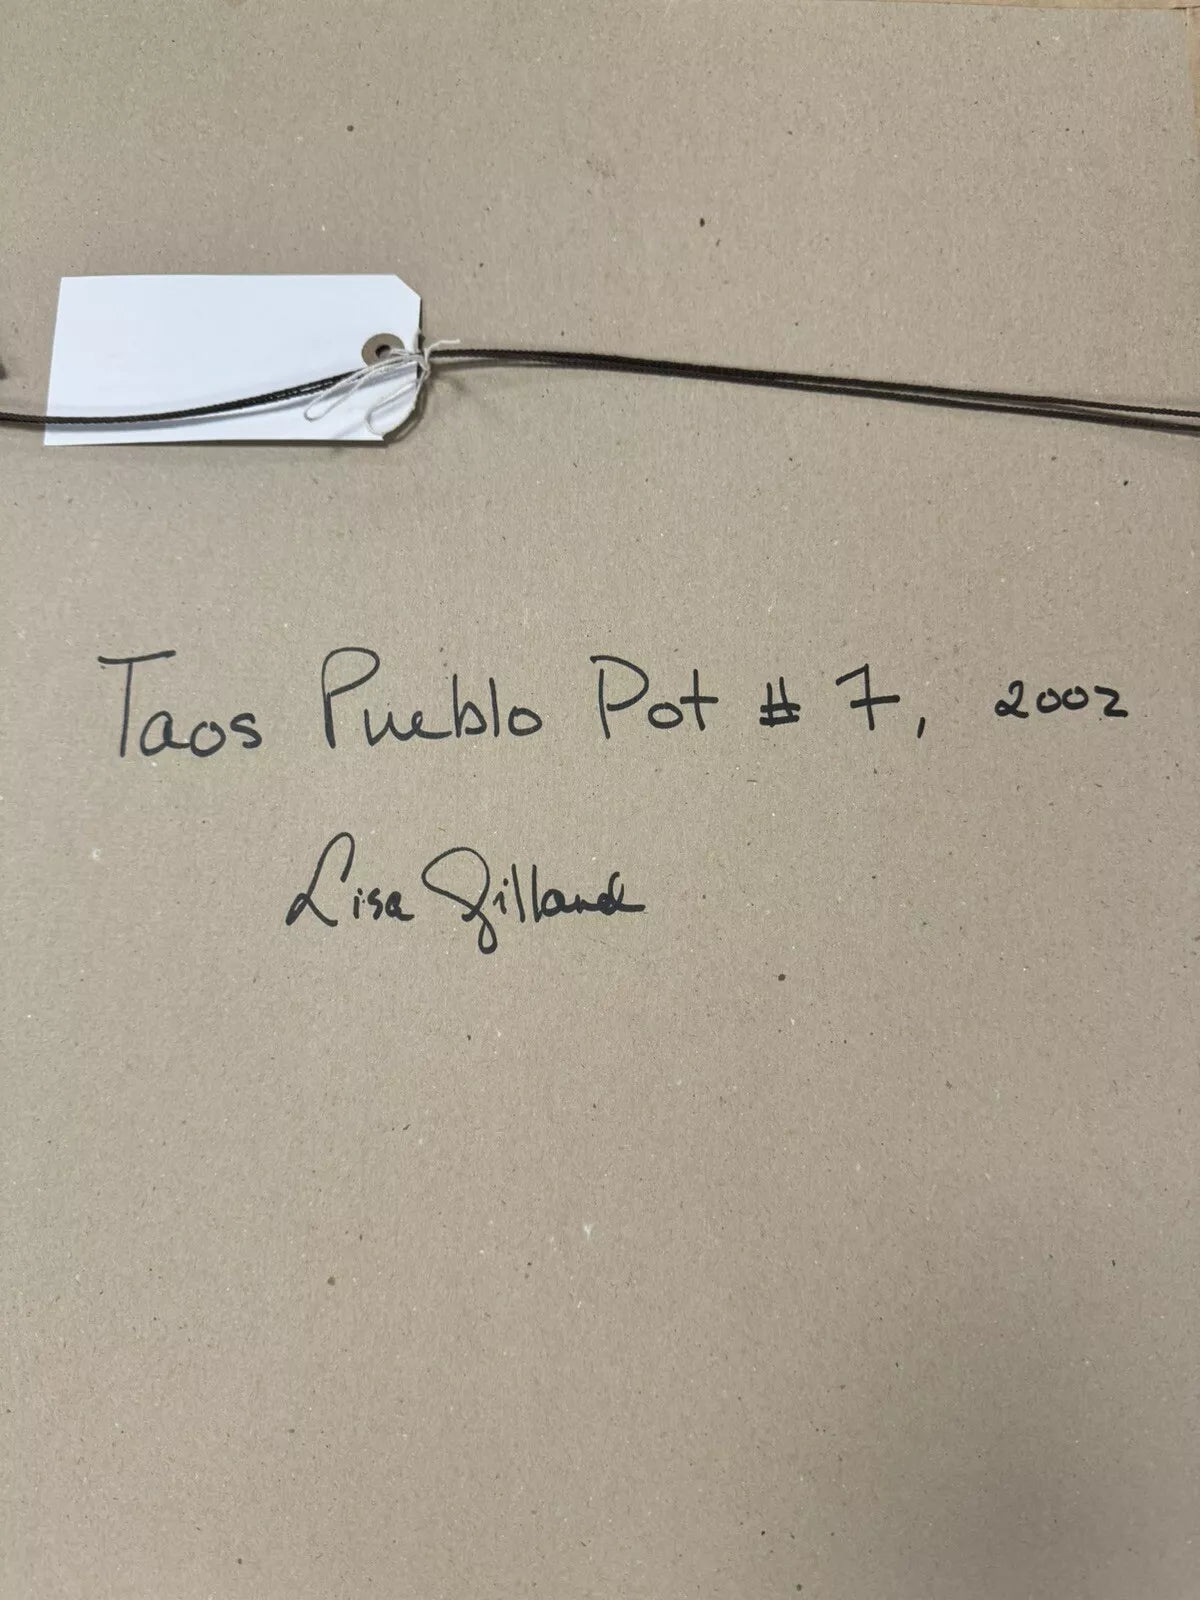 Taos Pueblo Pot # 7, 2002
Lisa Gilland